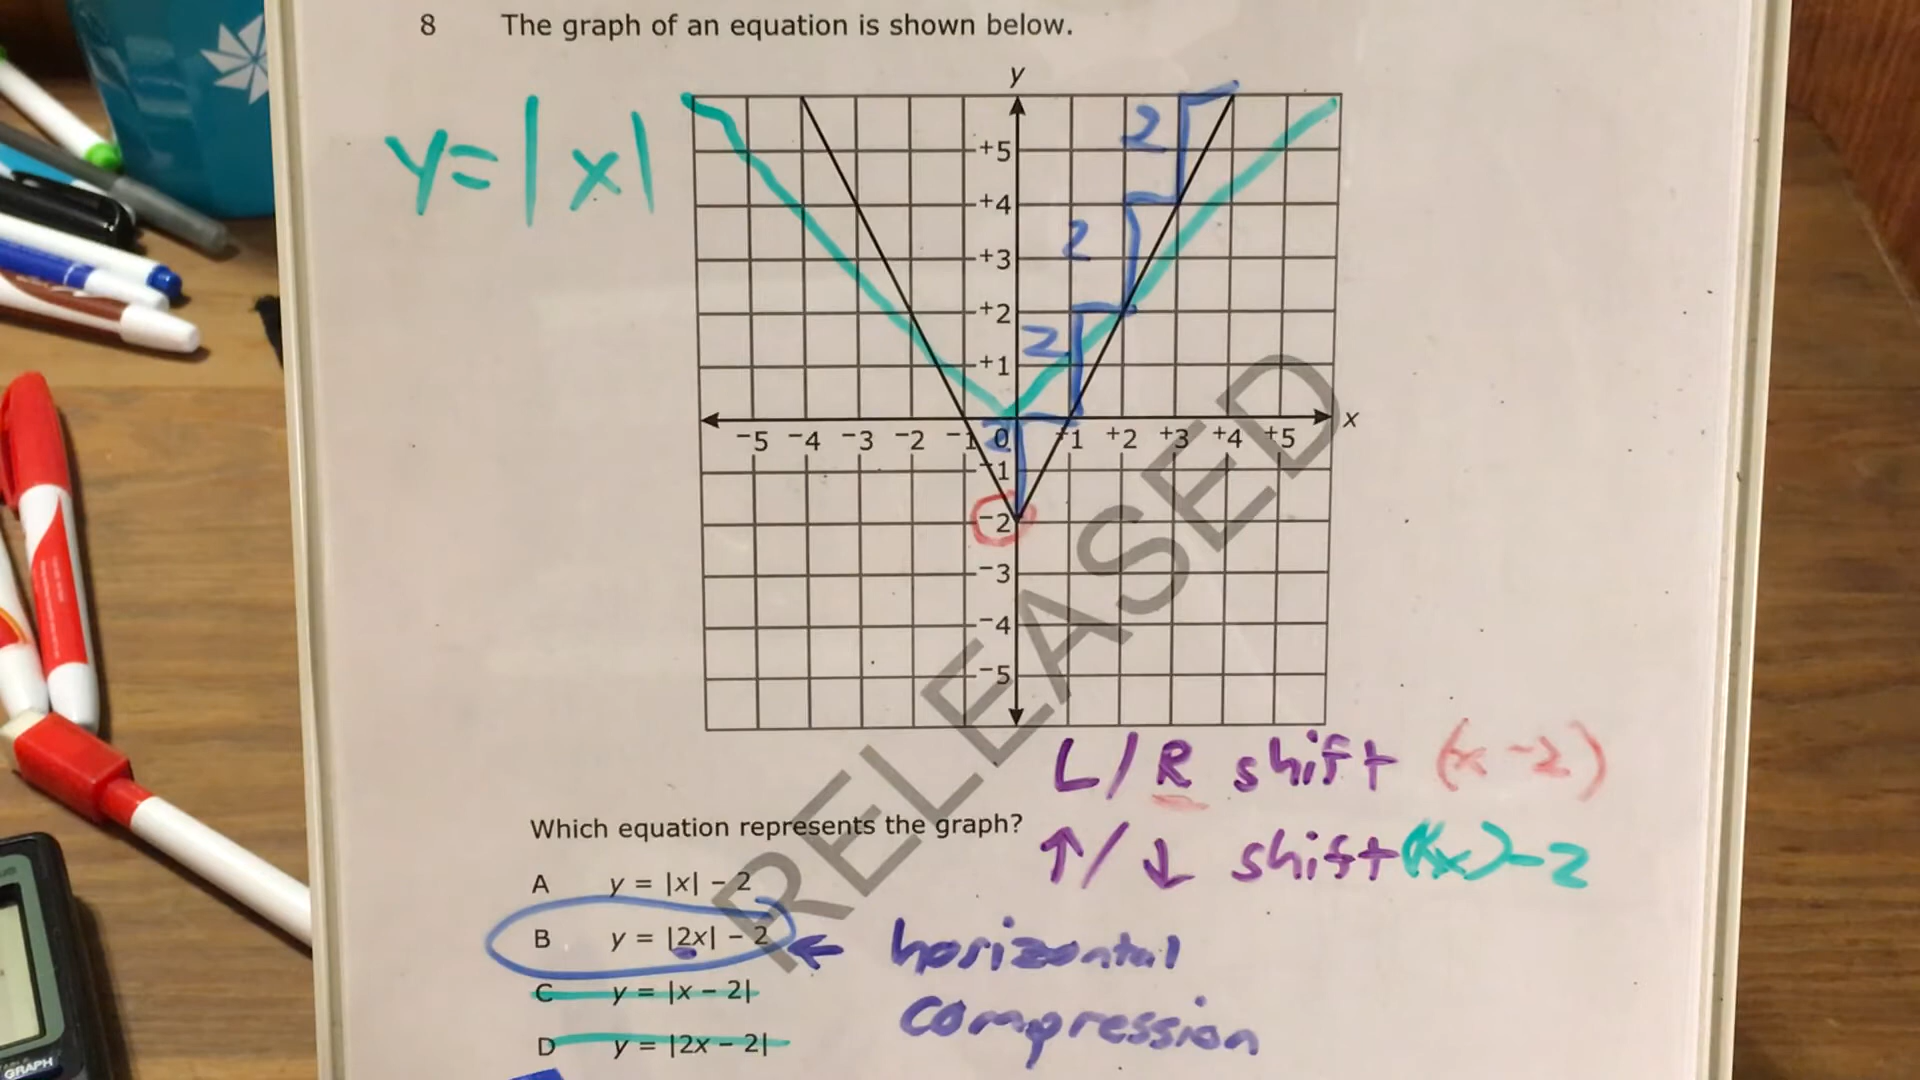 8 The graph of an equation is shown below.
y
y=|x|
2
+5
+4
2
+3
+2
2
+1
x
−5 −4 −3 −2 −1 0 +1 +2 +3 +4 +5
2
−1
−2
−3
−4
−5
RELEASED
L/R shift (x-2)
Which equation represents the graph?
↑/↓ shift (x)-2
A y = |x| − 2
B y = |2x| − 2 ← horizontal
C y = |x − 2|
compression
D y = |2x − 2|
GRAPH